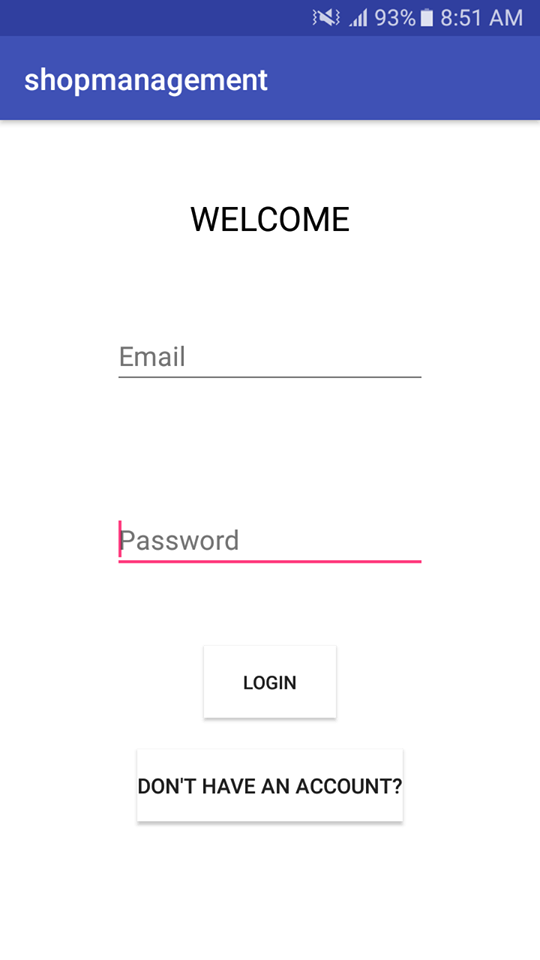 93% 8:51 AM
shopmanagement
WELCOME
Email
Password
LOGIN
DON'T HAVE AN ACCOUNT?